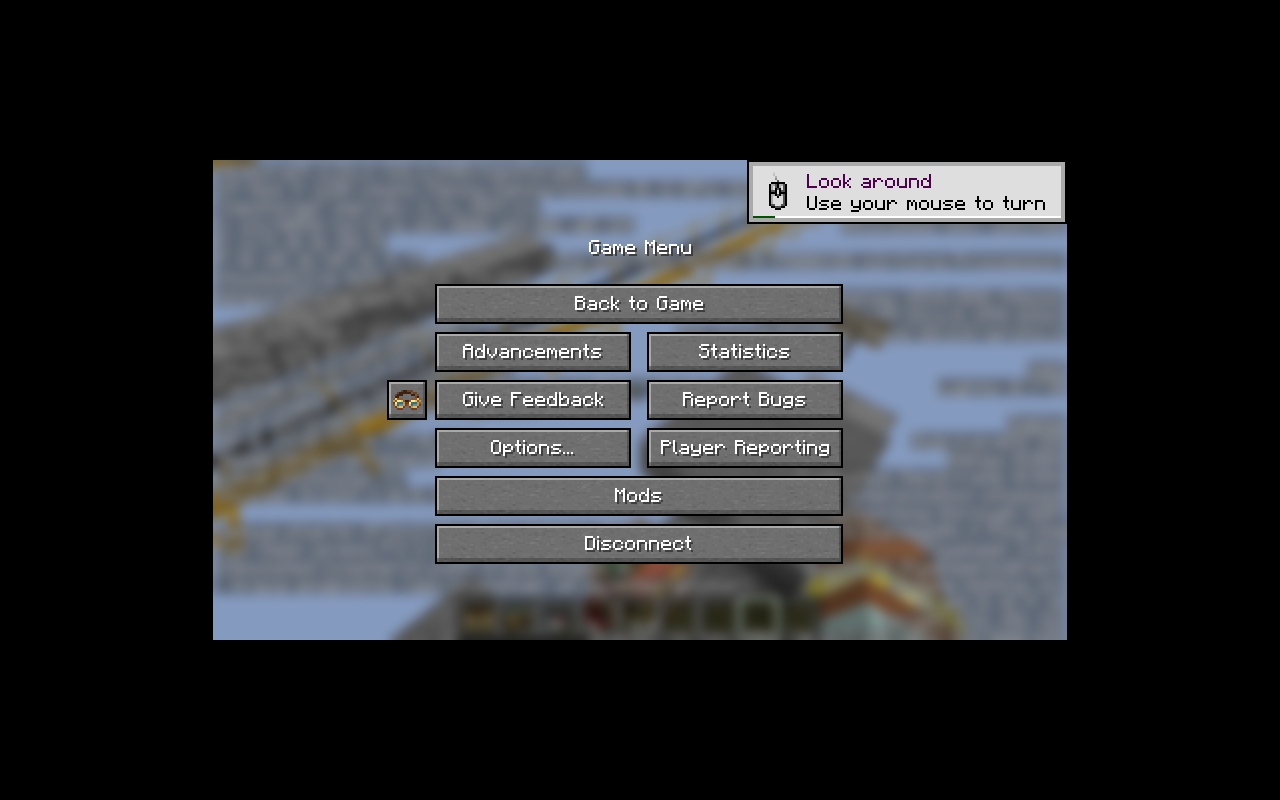 Look around
Use your mouse to turn
Game Menu
Back to Game
Advancements
Statistics
Give Feedback
Report Bugs
Options...
Player Reporting
Mods
Disconnect